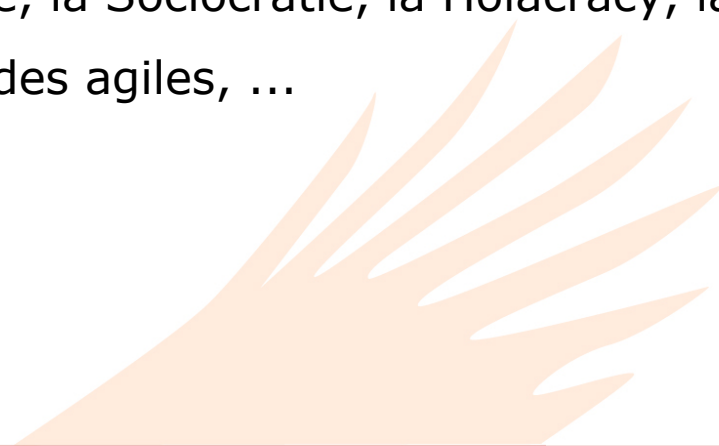 la Sociocratie, la Holacracy,
des agiles, ...